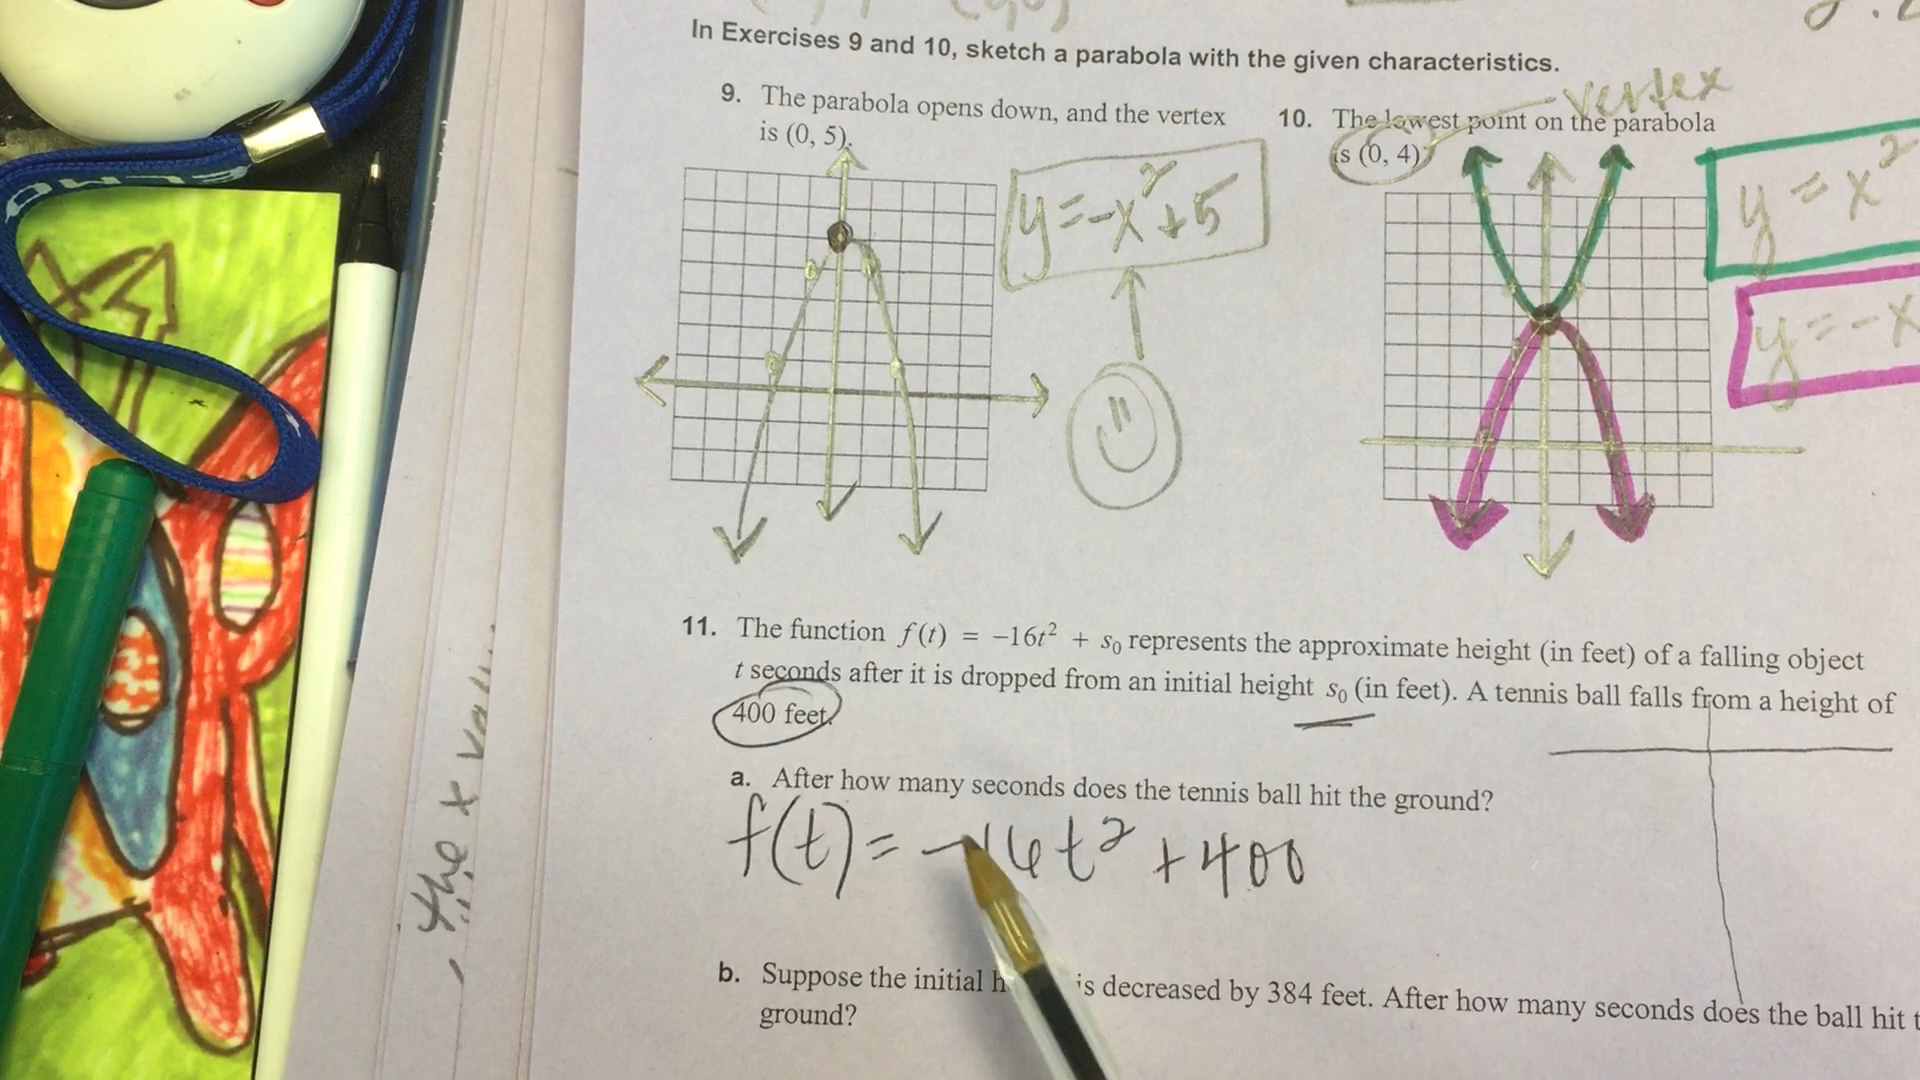 In Exercises 9 and 10, sketch a parabola with the given characteristics.
9. The parabola opens down, and the vertex
is (0, 5).
y = -x² + 5
vertex
10. The lowest point on the parabola
is (0, 4)
y = x²
y = -x
11. The function f(t) = −16t² + s₀ represents the approximate height (in feet) of a falling object
t seconds after it is dropped from an initial height s₀ (in feet). A tennis ball falls from a height of
400 feet.
a. After how many seconds does the tennis ball hit the ground?
f(t) = -16t² + 400
b. Suppose the initial h is decreased by 384 feet. After how many seconds does the ball hit t
ground?
, the x